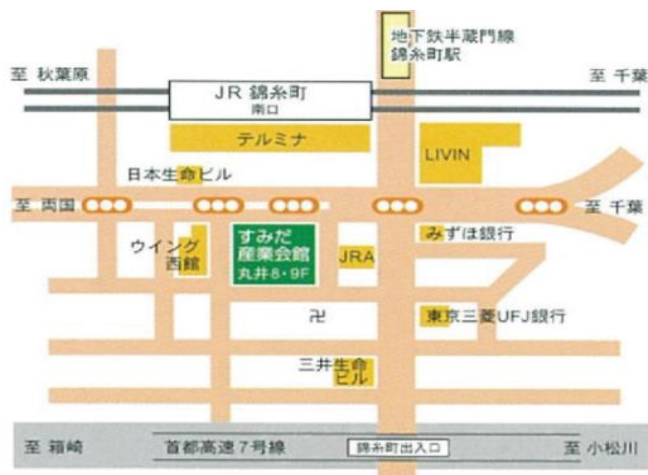 地下鉄半蔵門線
錦糸町駅
至 秋葉原
至 千葉
JR 錦糸町
南口
テルミナ
LIVIN
日本生命ビル
至 両国
至 千葉
ウイング
西館
すみだ
産業会館
丸井8・9F
JRA
みずほ銀行
卍
東京三菱UFJ銀行
三井生命
ビル
至 箱崎
首都高速7号線
錦糸町出入口
至 小松川